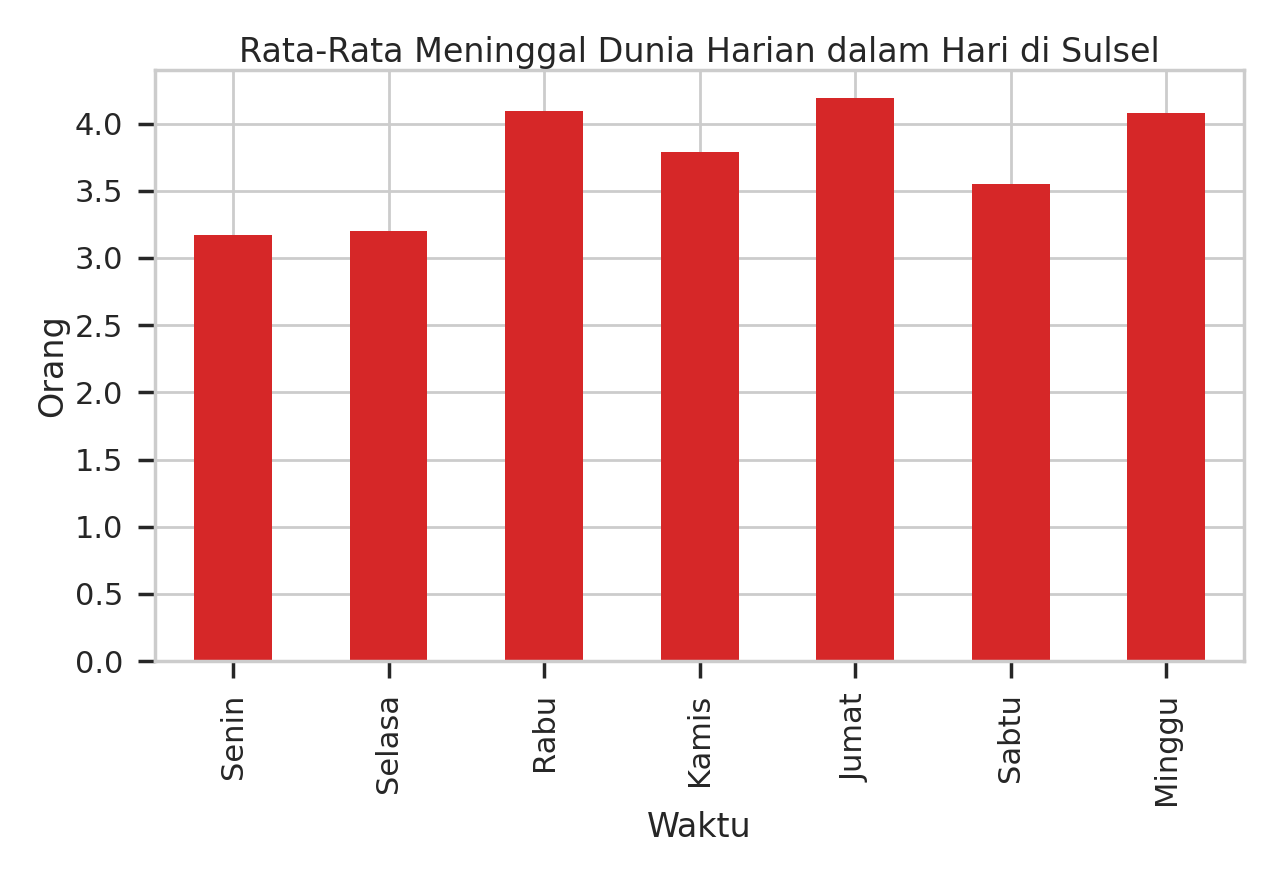 Rata-Rata Meninggal Dunia Harian dalam Hari di Sulsel
Orang
4.0
3.5
3.0
2.5
2.0
1.5
1.0
0.5
0.0
Senin
Selasa
Rabu
Kamis
Jumat
Sabtu
Minggu
Waktu